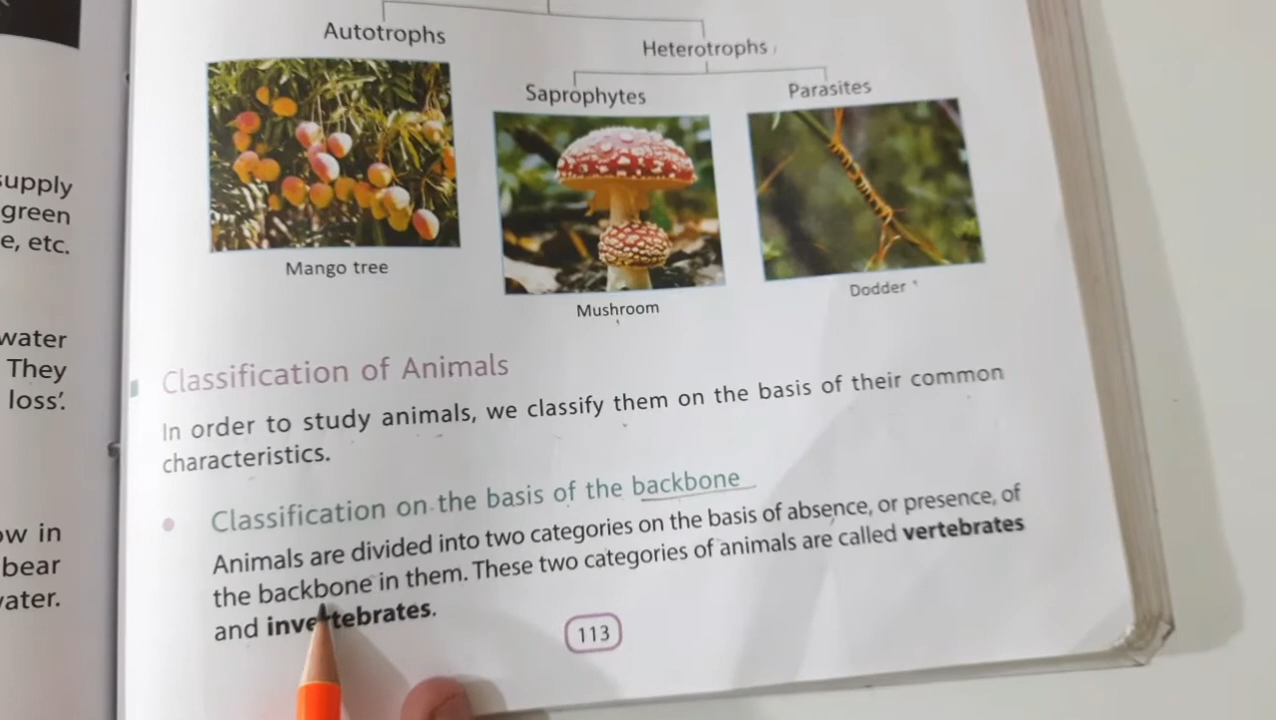 Autotrophs
Heterotrophs
Saprophytes
Parasites
Mango tree
Mushroom
Dodder
supply
green
e, etc.
water
They
loss'.
ow in
bear
vater.
Classification of Animals
In order to study animals, we classify them on the basis of their common
characteristics.
• Classification on the basis of the backbone
Animals are divided into two categories on the basis of absence, or presence, of
the backbone in them. These two categories of animals are called vertebrates
and invertebrates.
113